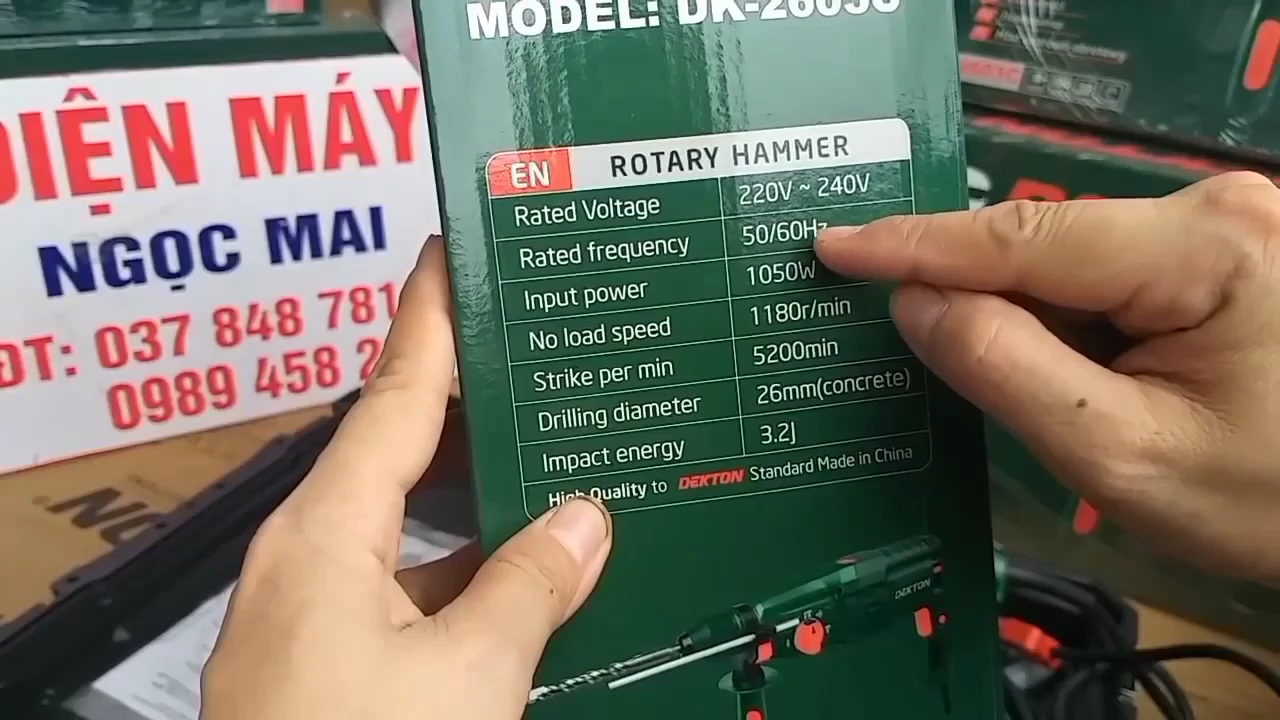 MODEL:
EN ROTARY HAMMER
Rated Voltage 220V ~ 240V
Rated frequency 50/60Hz
Input power 1050W
No load speed 1180r/min
Strike per min 5200min
Drilling diameter 26mm(concrete)
Impact energy 3.2J
High Quality to DEKTON Standard Made in China
DEKTON
ĐIỆN MÁY
NGỌC MAI
ĐT: 037 848 781
0989 458 2